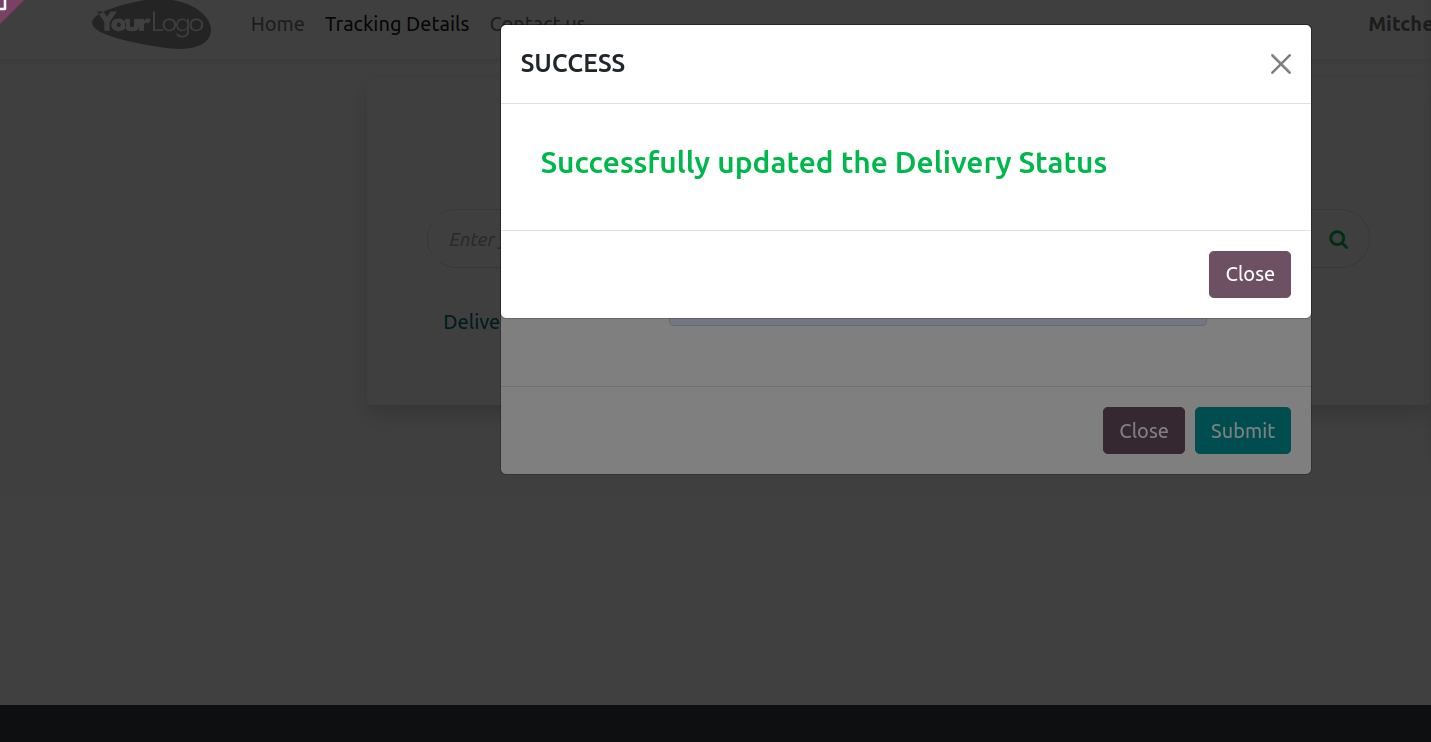 YourLogo
Home Tracking Details Contact us
Mitche
SUCCESS
Successfully updated the Delivery Status
Enter
Close
Delive
Close Submit